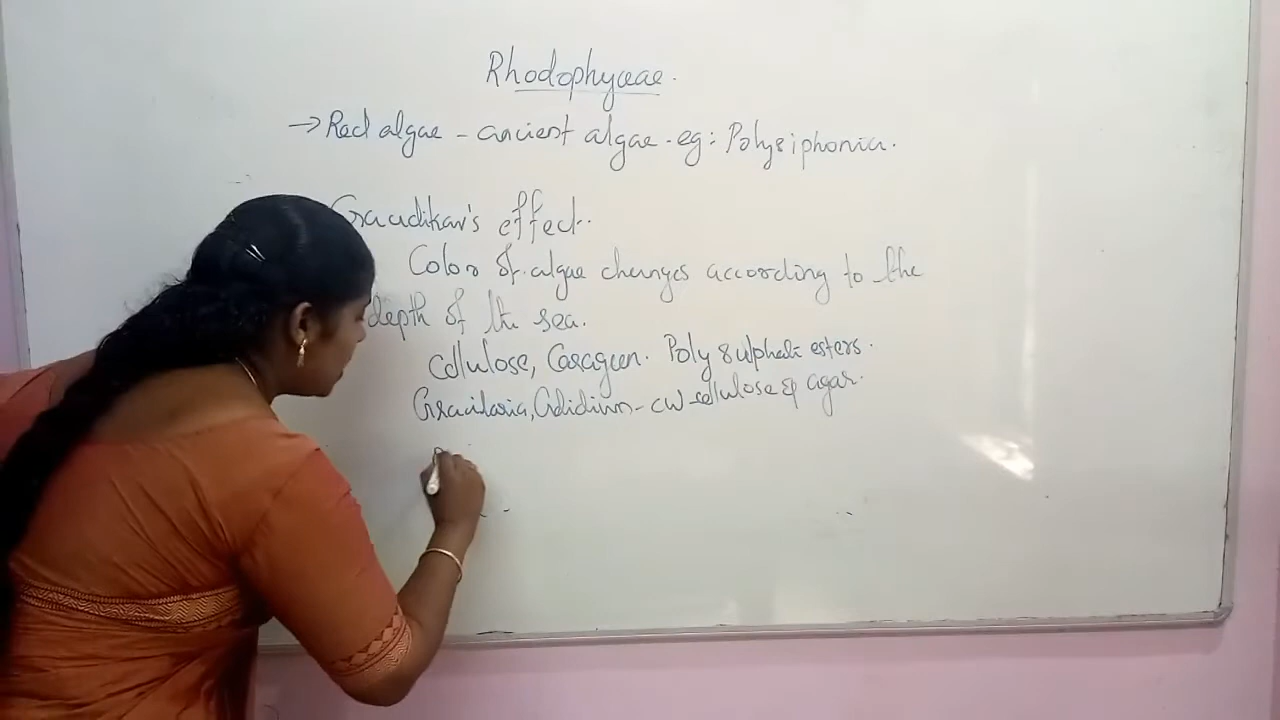 Rhodophyceae.
→ Red algae - ancient algae. eg: Polysiphonia.
Gaudikav's effect..
Color of algae changes according to the
depth of the sea.
Cellulose, Carageen. Poly sulphate esters.
Gracilaria, Gelidium - cw - cellulose & agar.